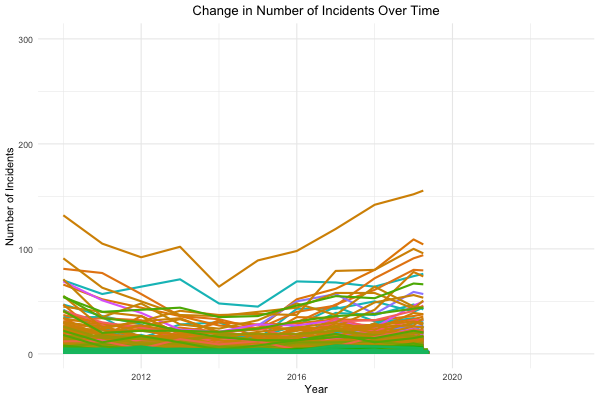 Change in Number of Incidents Over Time
300
200
100
0
Number of Incidents
2012
2016
2020
Year